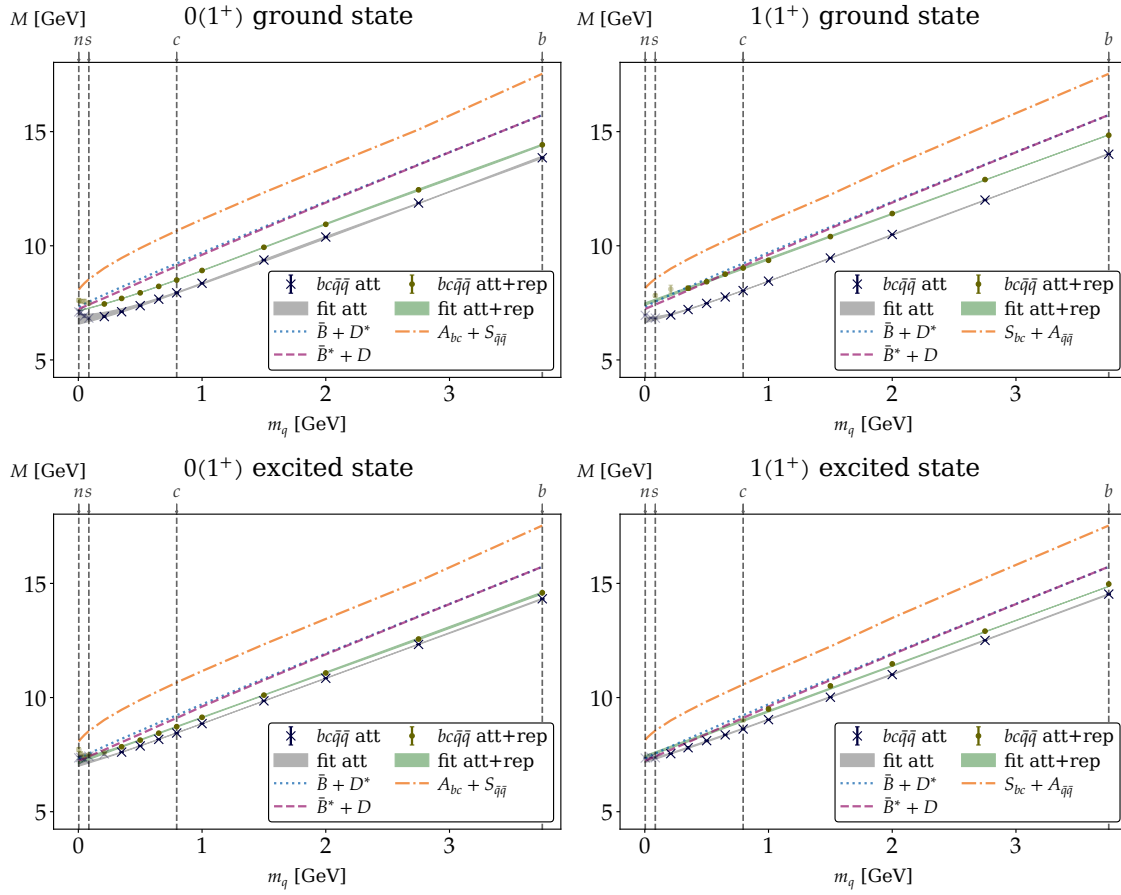 M [GeV] 0(1⁺) ground state
n s c b
15
10
5
0 1 2 3
m_q [GeV]
bcq̄q̄ att
fit att
B̄ + D*
B̄* + D
bcq̄q̄ att+rep
fit att+rep
A_bc + S_q̄q̄
M [GeV] 1(1⁺) ground state
n s c b
15
10
5
0 1 2 3
m_q [GeV]
bcq̄q̄ att
fit att
B̄ + D*
B̄* + D
bcq̄q̄ att+rep
fit att+rep
S_bc + A_q̄q̄
M [GeV] 0(1⁺) excited state
n s c b
15
10
5
0 1 2 3
m_q [GeV]
bcq̄q̄ att
fit att
B̄ + D*
B̄* + D
bcq̄q̄ att+rep
fit att+rep
A_bc + S_q̄q̄
M [GeV] 1(1⁺) excited state
n s c b
15
10
5
0 1 2 3
m_q [GeV]
bcq̄q̄ att
fit att
B̄ + D*
B̄* + D
bcq̄q̄ att+rep
fit att+rep
S_bc + A_q̄q̄